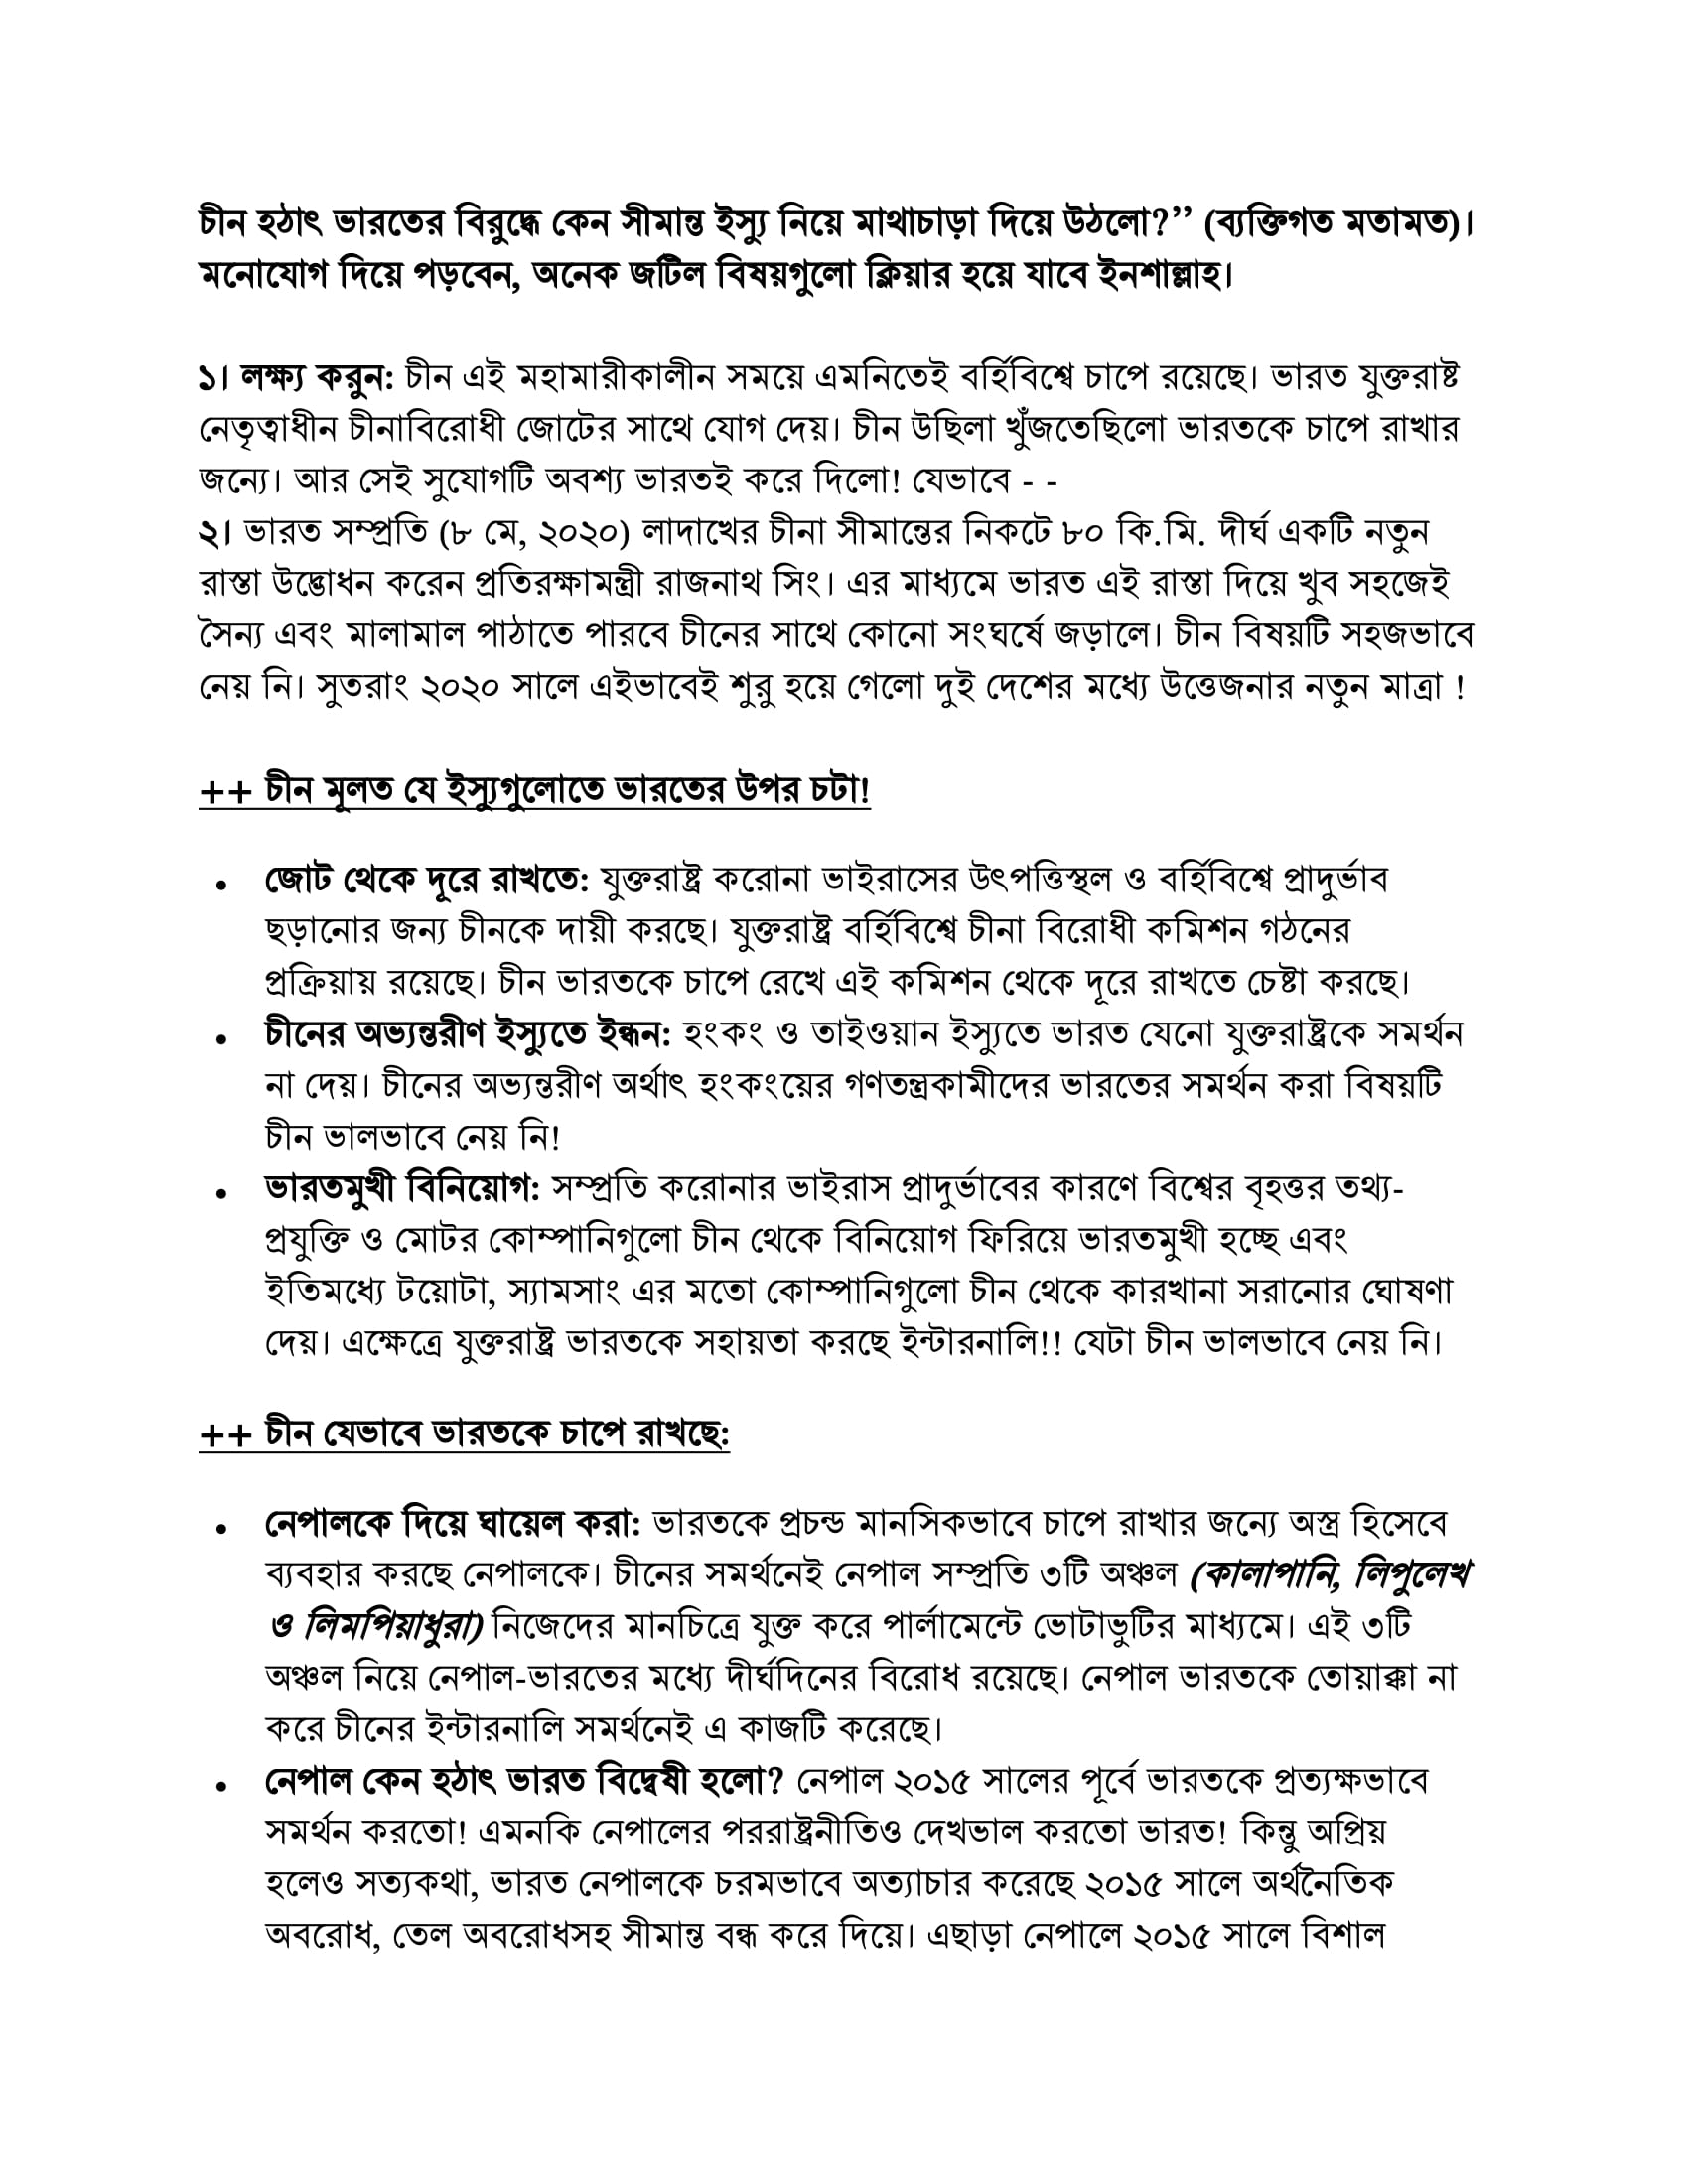 চীন হঠাৎ ভারতের বিরুদ্ধে কেন সীমান্ত ইস্যু নিয়ে মাথাচাড়া দিয়ে উঠলো?’’ (ব্যক্তিগত মতামত)।
মনোযোগ দিয়ে পড়বেন, অনেক জটিল বিষয়গুলো ক্লিয়ার হয়ে যাবে ইনশাল্লাহ।
১। লক্ষ্য করুন: চীন এই মহামারীকালীন সময়ে এমনিতেই বর্হিবিশ্বে চাপে রয়েছে। ভারত যুক্তরাষ্ট
নেতৃত্বাধীন চীনাবিরোধী জোটের সাথে যোগ দেয়। চীন উছিলা খুঁজতেছিলো ভারতকে চাপে রাখার
জন্যে। আর সেই সুযোগটি অবশ্য ভারতই করে দিলো! যেভাবে - -
২। ভারত সম্প্রতি (৮ মে, ২০২০) লাদাখের চীনা সীমান্তের নিকটে ৮০ কি.মি. দীর্ঘ একটি নতুন
রাস্তা উদ্ভোধন করেন প্রতিরক্ষামন্ত্রী রাজনাথ সিং। এর মাধ্যমে ভারত এই রাস্তা দিয়ে খুব সহজেই
সৈন্য এবং মালামাল পাঠাতে পারবে চীনের সাথে কোনো সংঘর্ষে জড়ালে। চীন বিষয়টি সহজভাবে
নেয় নি। সুতরাং ২০২০ সালে এইভাবেই শুরু হয়ে গেলো দুই দেশের মধ্যে উত্তেজনার নতুন মাত্রা !
++ চীন মূলত যে ইস্যুগুলোতে ভারতের উপর চটা!
• জোট থেকে দূরে রাখতে: যুক্তরাষ্ট্র করোনা ভাইরাসের উৎপত্তিস্থল ও বর্হিবিশ্বে প্রাদুর্ভাব
ছড়ানোর জন্য চীনকে দায়ী করছে। যুক্তরাষ্ট্র বর্হিবিশ্বে চীনা বিরোধী কমিশন গঠনের
প্রক্রিয়ায় রয়েছে। চীন ভারতকে চাপে রেখে এই কমিশন থেকে দূরে রাখতে চেষ্টা করছে।
• চীনের অভ্যন্তরীণ ইস্যুতে ইন্ধন: হংকং ও তাইওয়ান ইস্যুতে ভারত যেনো যুক্তরাষ্ট্রকে সমর্থন
না দেয়। চীনের অভ্যন্তরীণ অর্থাৎ হংকংয়ের গণতন্ত্রকামীদের ভারতের সমর্থন করা বিষয়টি
চীন ভালভাবে নেয় নি!
• ভারতমুখী বিনিয়োগ: সম্প্রতি করোনার ভাইরাস প্রাদুর্ভাবের কারণে বিশ্বের বৃহত্তর তথ্য-
প্রযুক্তি ও মোটর কোম্পানিগুলো চীন থেকে বিনিয়োগ ফিরিয়ে ভারতমুখী হচ্ছে এবং
ইতিমধ্যে টয়োটা, স্যামসাং এর মতো কোম্পানিগুলো চীন থেকে কারখানা সরানোর ঘোষণা
দেয়। এক্ষেত্রে যুক্তরাষ্ট্র ভারতকে সহায়তা করছে ইন্টারনালি!! যেটা চীন ভালভাবে নেয় নি।
++ চীন যেভাবে ভারতকে চাপে রাখছে:
• নেপালকে দিয়ে ঘায়েল করা: ভারতকে প্রচন্ড মানসিকভাবে চাপে রাখার জন্যে অস্ত্র হিসেবে
ব্যবহার করছে নেপালকে। চীনের সমর্থনেই নেপাল সম্প্রতি ৩টি অঞ্চল (কালাপানি, লিপুলেখ
ও লিমপিয়াধুরা) নিজেদের মানচিত্রে যুক্ত করে পার্লামেন্টে ভোটাভুটির মাধ্যমে। এই ৩টি
অঞ্চল নিয়ে নেপাল-ভারতের মধ্যে দীর্ঘদিনের বিরোধ রয়েছে। নেপাল ভারতকে তোয়াক্কা না
করে চীনের ইন্টারনালি সমর্থনেই এ কাজটি করেছে।
• নেপাল কেন হঠাৎ ভারত বিদ্বেষী হলো? নেপাল ২০১৫ সালের পূর্বে ভারতকে প্রত্যক্ষভাবে
সমর্থন করতো! এমনকি নেপালের পররাষ্ট্রনীতিও দেখভাল করতো ভারত! কিন্তু অপ্রিয়
হলেও সত্যকথা, ভারত নেপালকে চরমভাবে অত্যাচার করেছে ২০১৫ সালে অর্থনৈতিক
অবরোধ, তেল অবরোধসহ সীমান্ত বন্ধ করে দিয়ে। এছাড়া নেপালে ২০১৫ সালে বিশাল